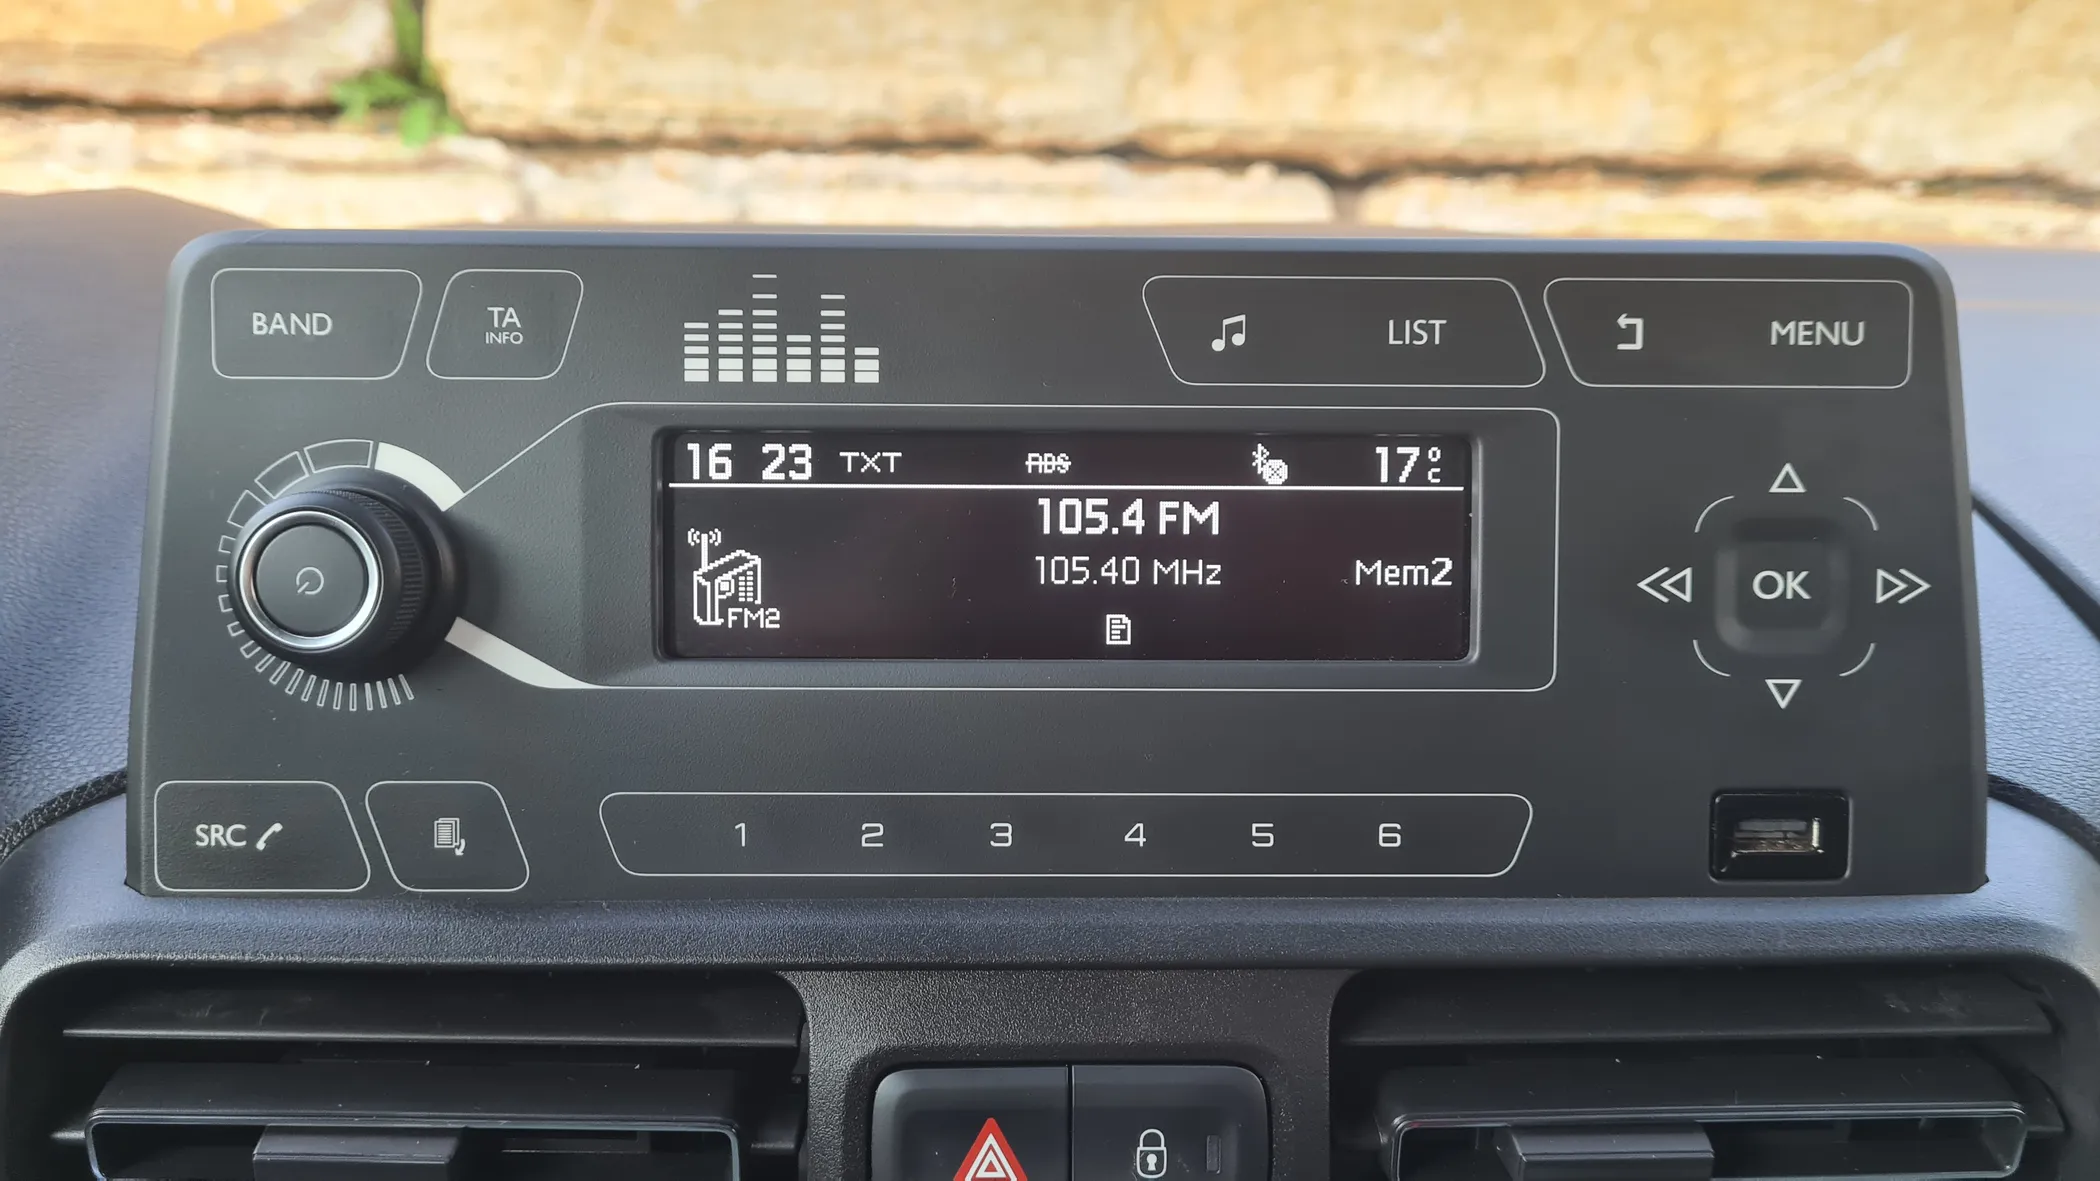 BAND
TA
INFO
LIST
MENU
16 23 TXT RDS 17°C
105.4 FM
105.40 MHz
Mem2
FM2
OK
SRC
1 2 3 4 5 6